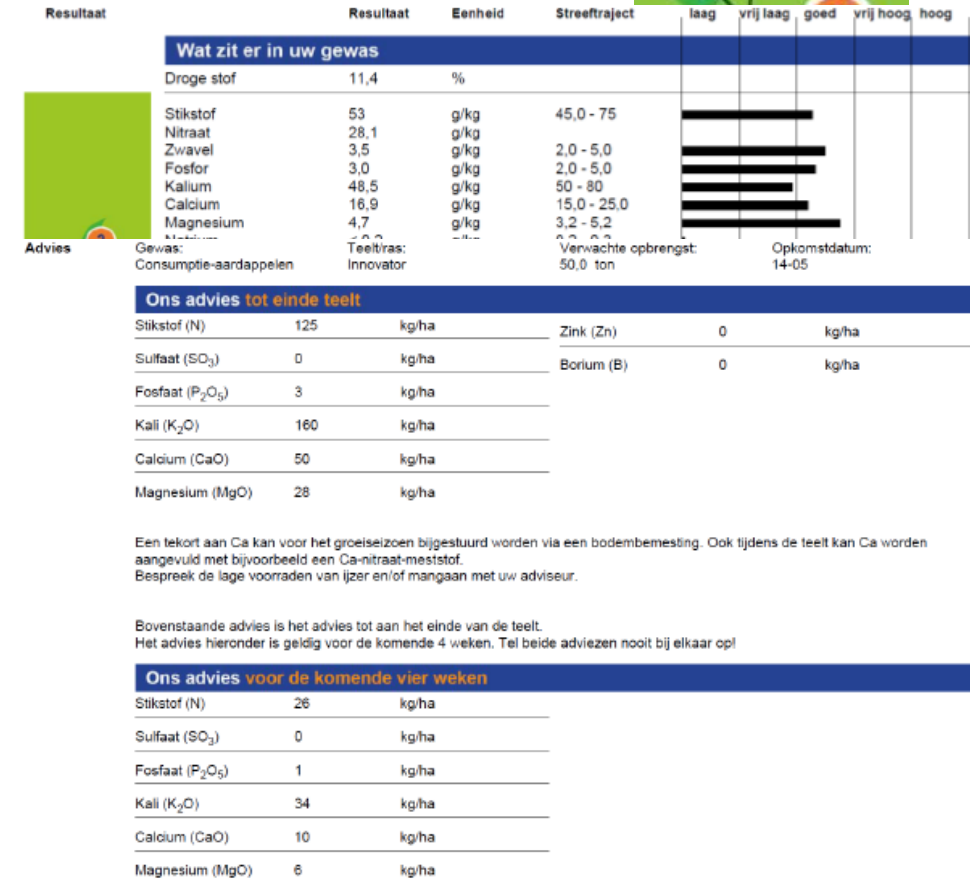 Resultaat Resultaat Eenheid Streeftraject laag vrij laag goed vrij hoog hoog
Wat zit er in uw gewas
Droge stof 11,4 %
Stikstof 53 g/kg 45,0 - 75
Nitraat 28,1 g/kg
Zwavel 3,5 g/kg 2,0 - 5,0
Fosfor 3,0 g/kg 2,0 - 5,0
Kalium 48,5 g/kg 50 - 80
Calcium 16,9 g/kg 15,0 - 25,0
Magnesium 4,7 g/kg 3,2 - 5,2
Advies Gewas: Teelt/ras: Verwachte opbrengst: Opkomstdatum:
Consumptie-aardappelen Innovator 50,0 ton 14-05
Ons advies tot einde teelt
Stikstof (N) 125 kg/ha Zink (Zn) 0 kg/ha
Sulfaat (SO₃) 0 kg/ha Borium (B) 0 kg/ha
Fosfaat (P₂O₅) 3 kg/ha
Kali (K₂O) 160 kg/ha
Calcium (CaO) 50 kg/ha
Magnesium (MgO) 28 kg/ha
Een tekort aan Ca kan voor het groeiseizoen bijgestuurd worden via een bodembemesting. Ook tijdens de teelt kan Ca worden
aangevuld met bijvoorbeeld een Ca-nitraat-meststof.
Bespreek de lage voorraden van ijzer en/of mangaan met uw adviseur.
Bovenstaande advies is het advies tot aan het einde van de teelt.
Het advies hieronder is geldig voor de komende 4 weken. Tel beide adviezen nooit bij elkaar op!
Ons advies voor de komende vier weken
Stikstof (N) 26 kg/ha
Sulfaat (SO₃) 0 kg/ha
Fosfaat (P₂O₅) 1 kg/ha
Kali (K₂O) 34 kg/ha
Calcium (CaO) 10 kg/ha
Magnesium (MgO) 6 kg/ha